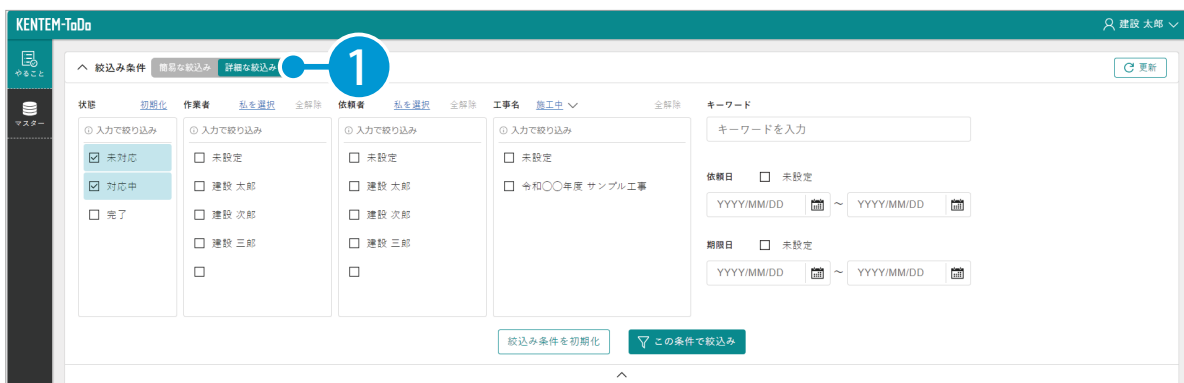 KENTEM-ToDo
建設 太郎
やること
マスター
絞込み条件 簡易な絞込み 詳細な絞込み
1
更新
状態 初期化 作業者 私を選択 全解除 依頼者 私を選択 全解除 工事名 施工中 全解除 キーワード
入力で絞り込み 入力で絞り込み 入力で絞り込み 入力で絞り込み キーワードを入力
未対応 未設定 未設定 未設定
対応中 建設 太郎 建設 太郎 令和○○年度 サンプル工事
完了 建設 次郎 建設 次郎
建設 三郎 建設 三郎
依頼日 未設定
YYYY/MM/DD ~ YYYY/MM/DD
期限日 未設定
YYYY/MM/DD ~ YYYY/MM/DD
絞込み条件を初期化 この条件で絞込み